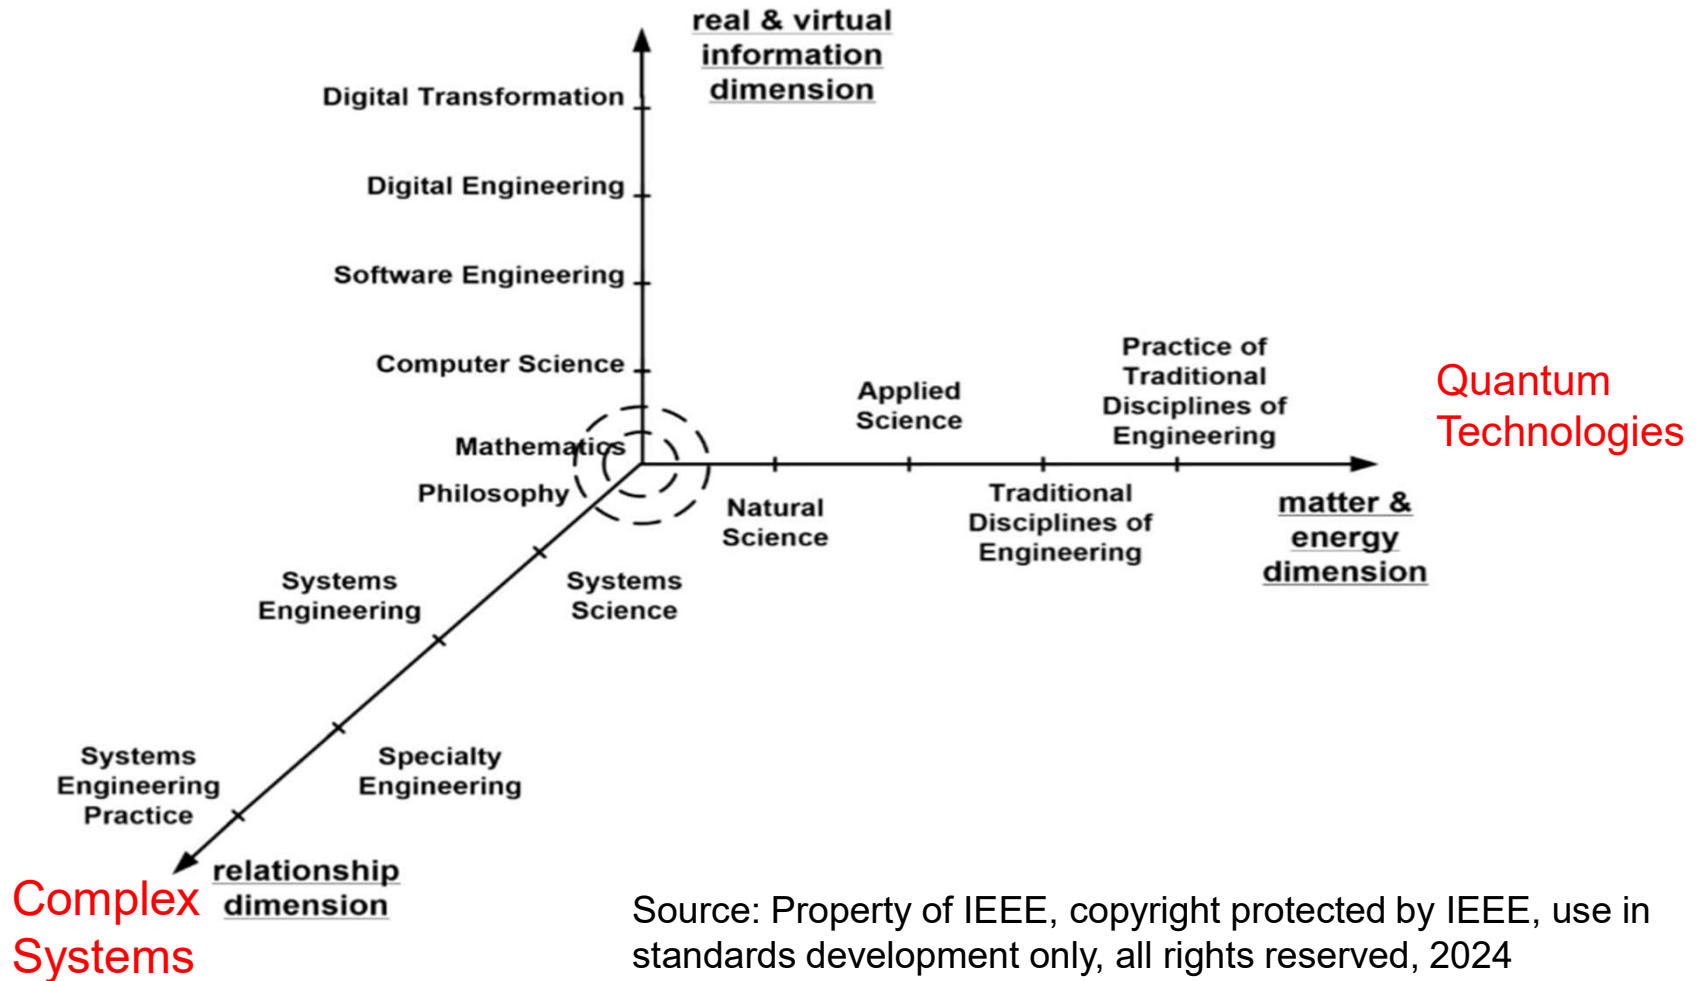 real & virtual
information
dimension
Digital Transformation
Digital Engineering
Software Engineering
Computer Science
Mathematics
Philosophy
Applied
Science
Practice of
Traditional
Disciplines of
Engineering
Quantum
Technologies
Natural
Science
Traditional
Disciplines of
Engineering
matter &
energy
dimension
Systems
Engineering
Systems
Science
Systems
Engineering
Practice
Specialty
Engineering
relationship
dimension
Complex
Systems
Source: Property of IEEE, copyright protected by IEEE, use in
standards development only, all rights reserved, 2024